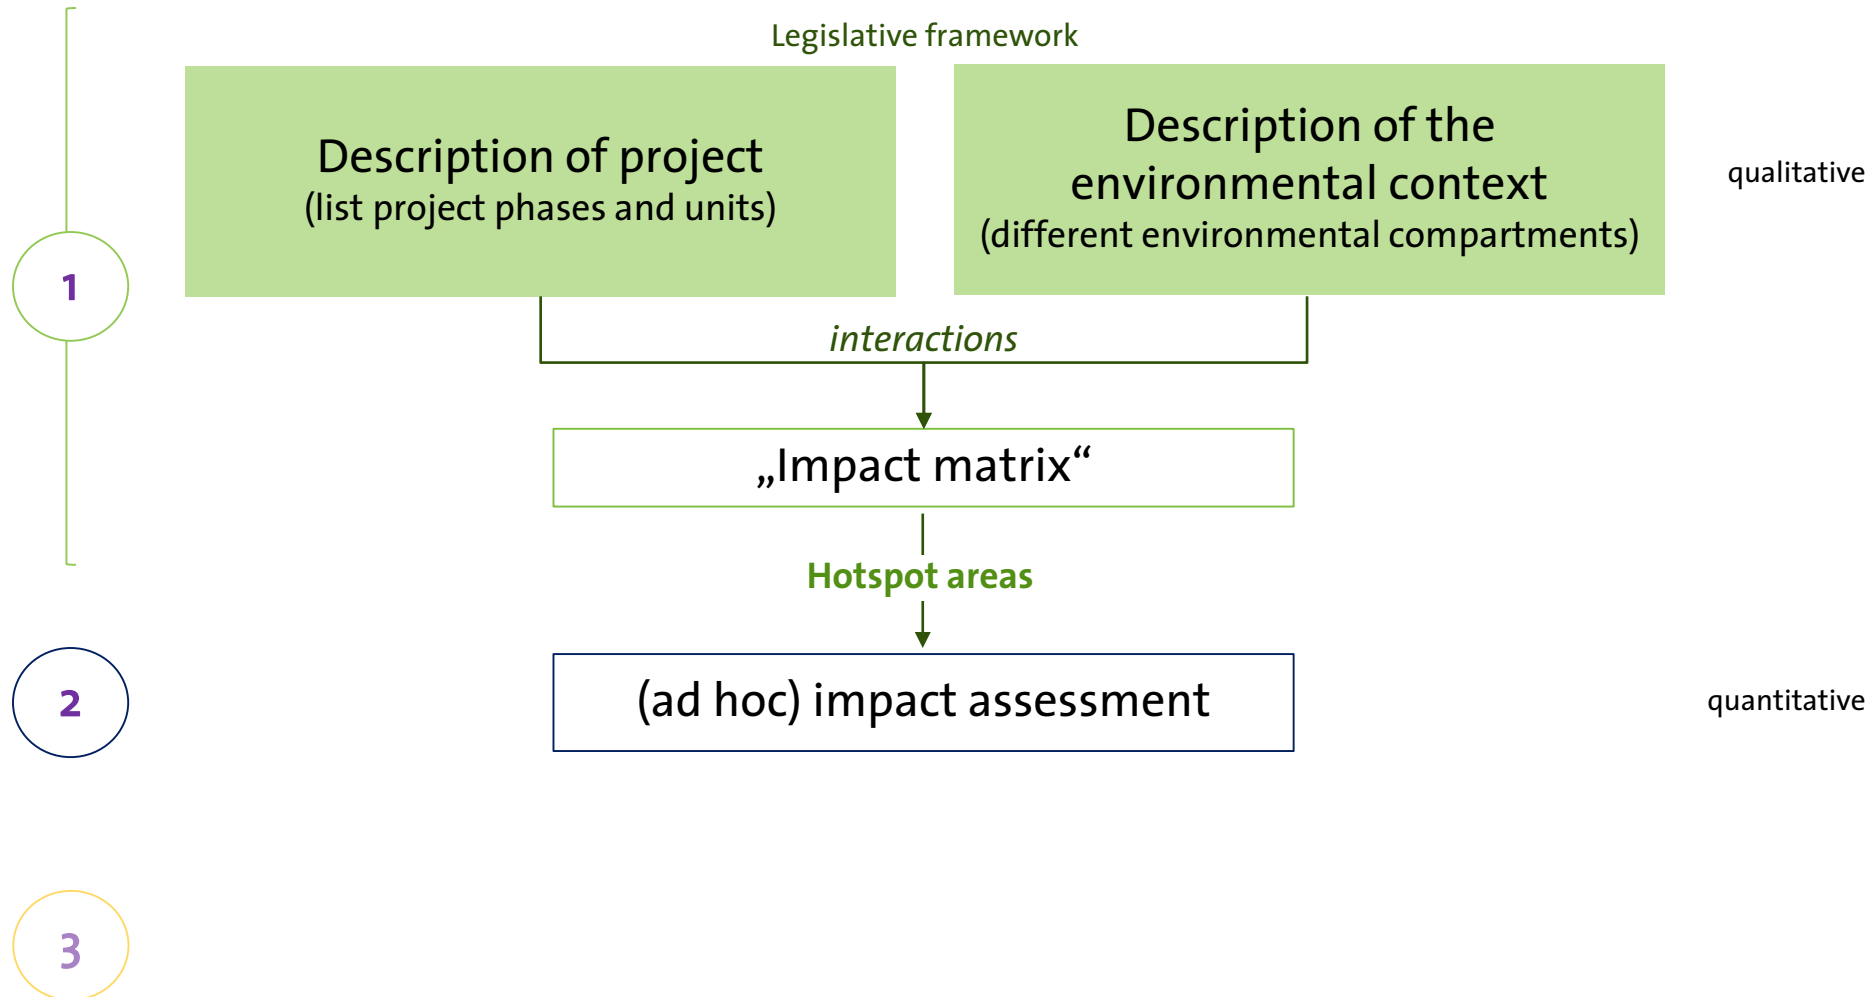 Legislative framework
Description of project
(list project phases and units)
Description of the
environmental context
(different environmental compartments)
qualitative
1
interactions
„Impact matrix“
Hotspot areas
2
(ad hoc) impact assessment
quantitative
3